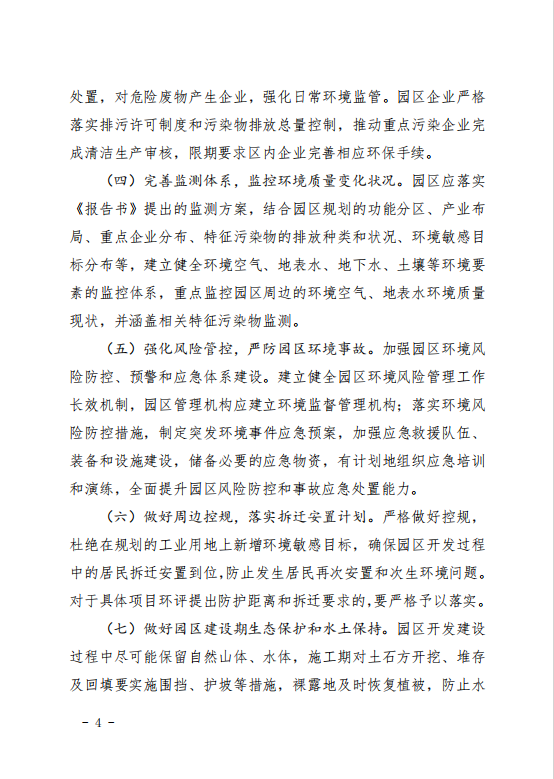 处置，对危险废物产生企业，强化日常环境监管。园区企业严格
落实排污许可制度和污染物排放总量控制，推动重点污染企业完
成清洁生产审核，限期要求区内企业完善相应环保手续。
（四）完善监测体系，监控环境质量变化状况。园区应落实
《报告书》提出的监测方案，结合园区规划的功能分区、产业布
局、重点企业分布、特征污染物的排放种类和状况、环境敏感目
标分布等，建立健全环境空气、地表水、地下水、土壤等环境要
素的监控体系，重点监控园区周边的环境空气、地表水环境质量
现状，并涵盖相关特征污染物监测。
（五）强化风险管控，严防园区环境事故。加强园区环境风
险防控、预警和应急体系建设。建立健全园区环境风险管理工作
长效机制，园区管理机构应建立环境监督管理机构；落实环境风
险防控措施，制定突发环境事件应急预案，加强应急救援队伍、
装备和设施建设，储备必要的应急物资，有计划地组织应急培训
和演练，全面提升园区风险防控和事故应急处置能力。
（六）做好周边控规，落实拆迁安置计划。严格做好控规，
杜绝在规划的工业用地上新增环境敏感目标，确保园区开发过程
中的居民拆迁安置到位，防止发生居民再次安置和次生环境问题。
对于具体项目环评提出防护距离和拆迁要求的，要严格予以落实。
（七）做好园区建设期生态保护和水土保持。园区开发建设
过程中尽可能保留自然山体、水体，施工期对土石方开挖、堆存
及回填要实施围挡、护坡等措施，裸露地及时恢复植被，防止水
- 4 -